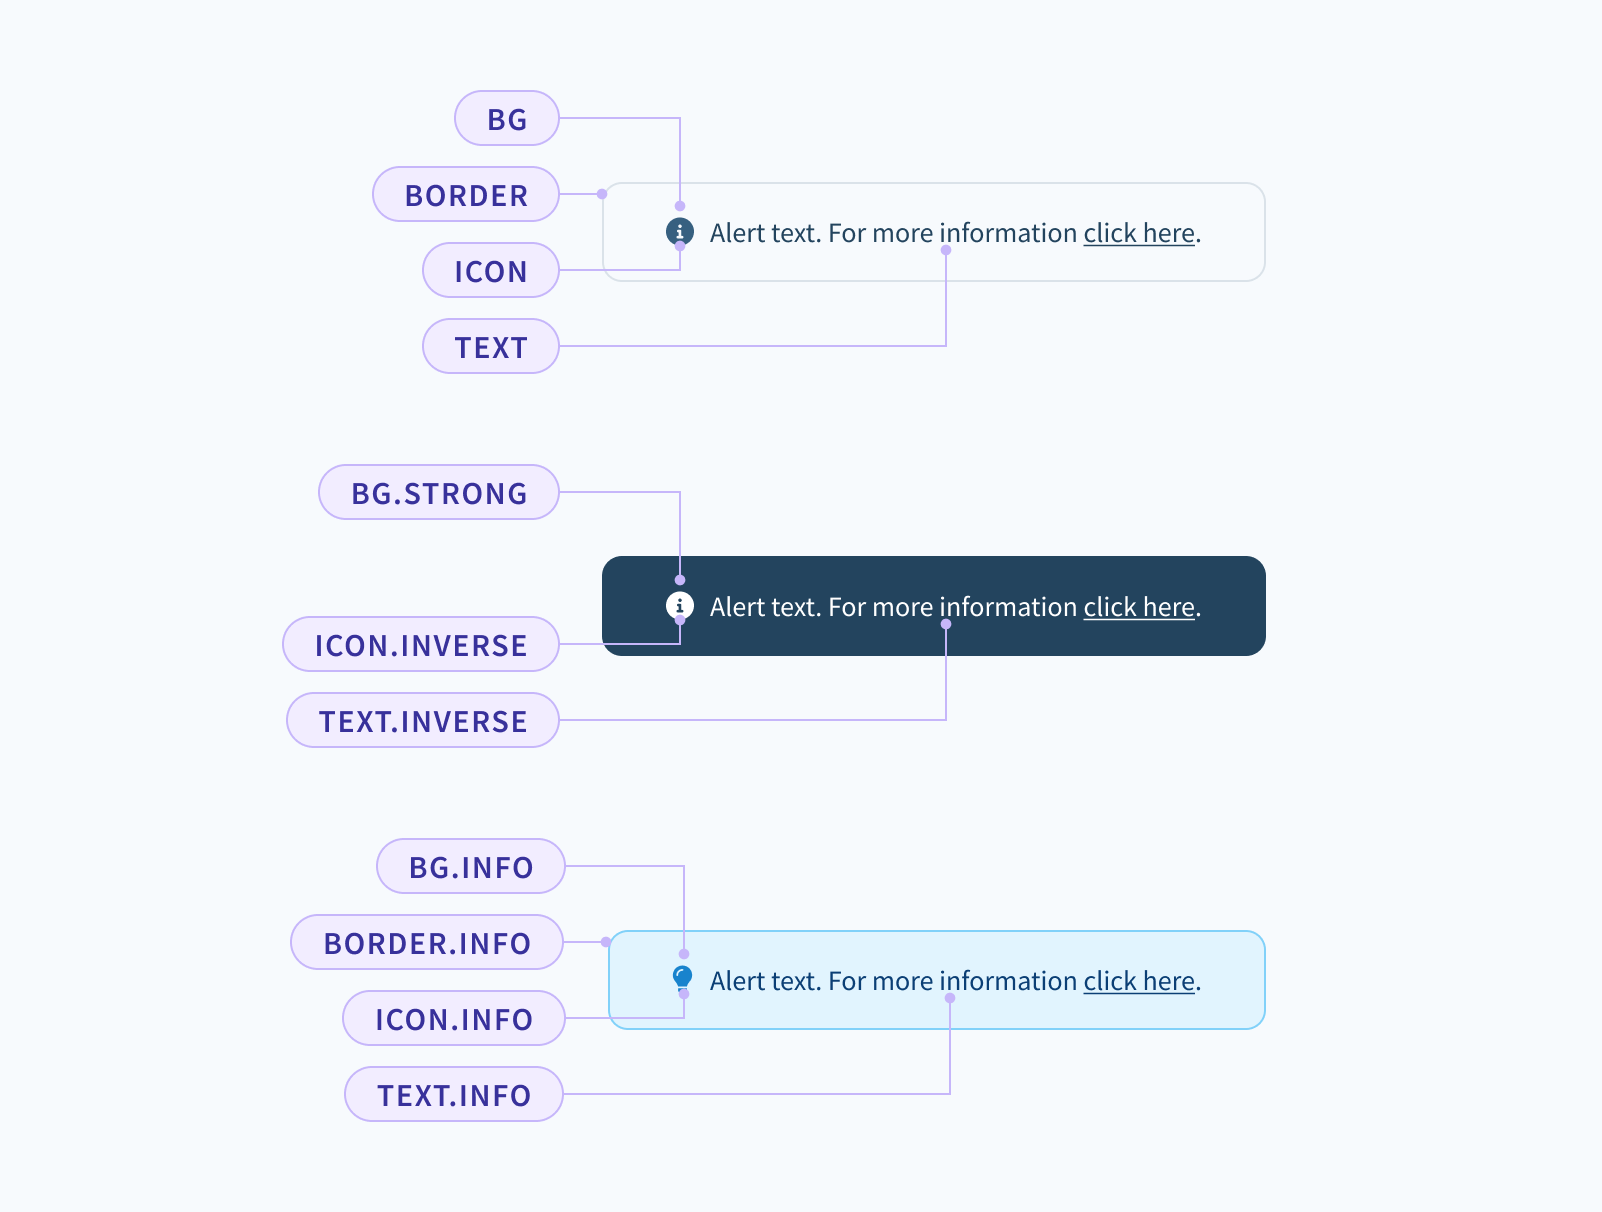 BG
BORDER
Alert text. For more information click here.
ICON
TEXT
BG.STRONG
Alert text. For more information click here.
ICON.INVERSE
TEXT.INVERSE
BG.INFO
BORDER.INFO
Alert text. For more information click here.
ICON.INFO
TEXT.INFO